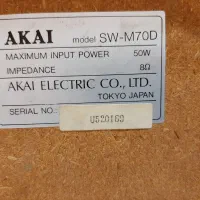 AKAI model SW-M70D
MAXIMUM INPUT POWER 50W
IMPEDANCE 8Ω
AKAI ELECTRIC CO., LTD.
TOKYO JAPAN
SERIAL NO.
U520160